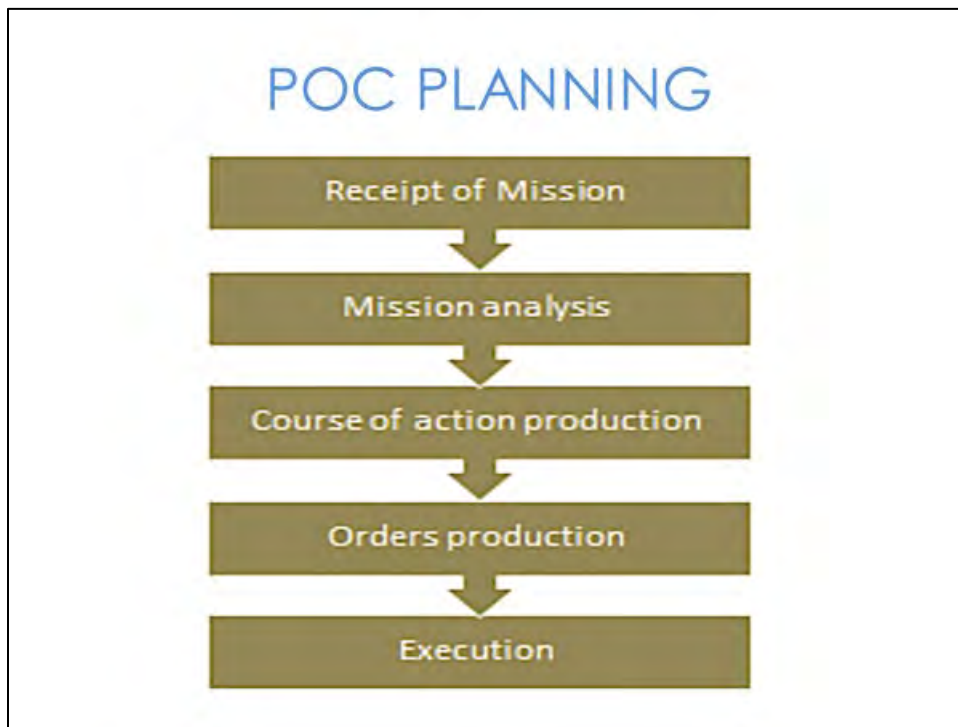 POC PLANNING
Receipt of Mission
Mission analysis
Course of action production
Orders production
Execution